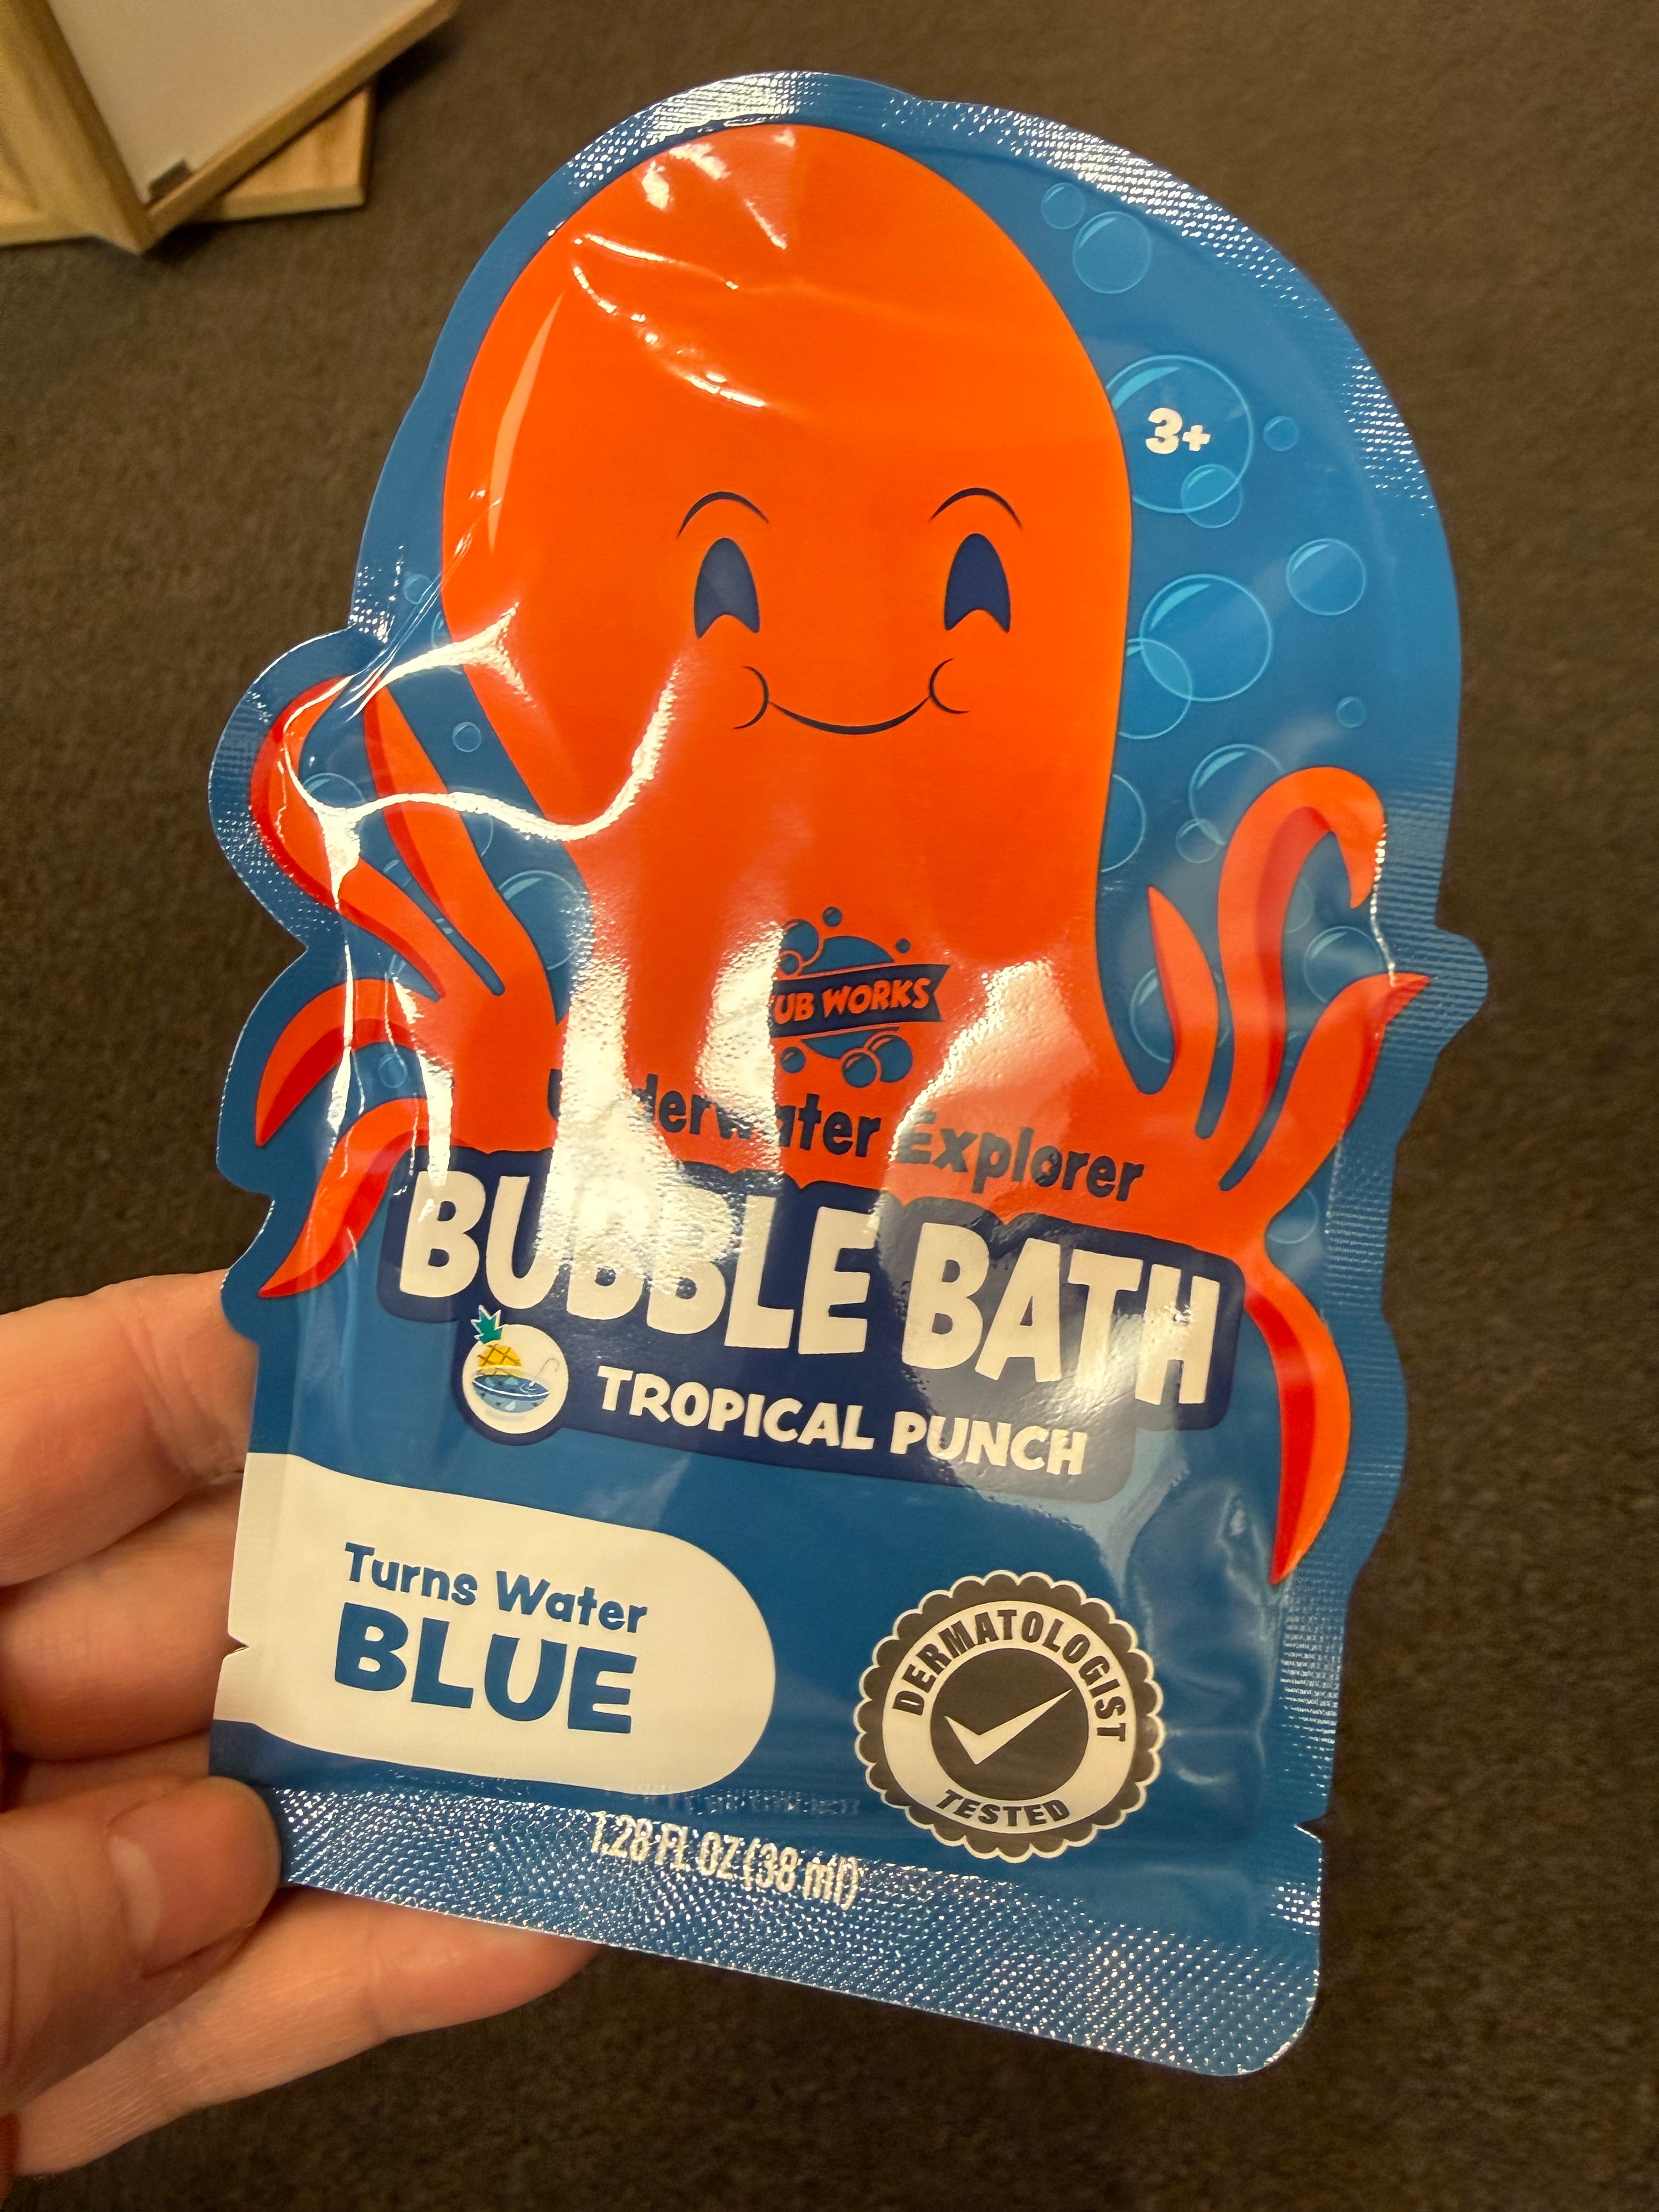 3+
UB WORKS
Underwater Explorer
BUBBLE BATH
TROPICAL PUNCH
Turns Water
BLUE
DERMATOLOGIST
TESTED
1.28 FL OZ (38 ml)